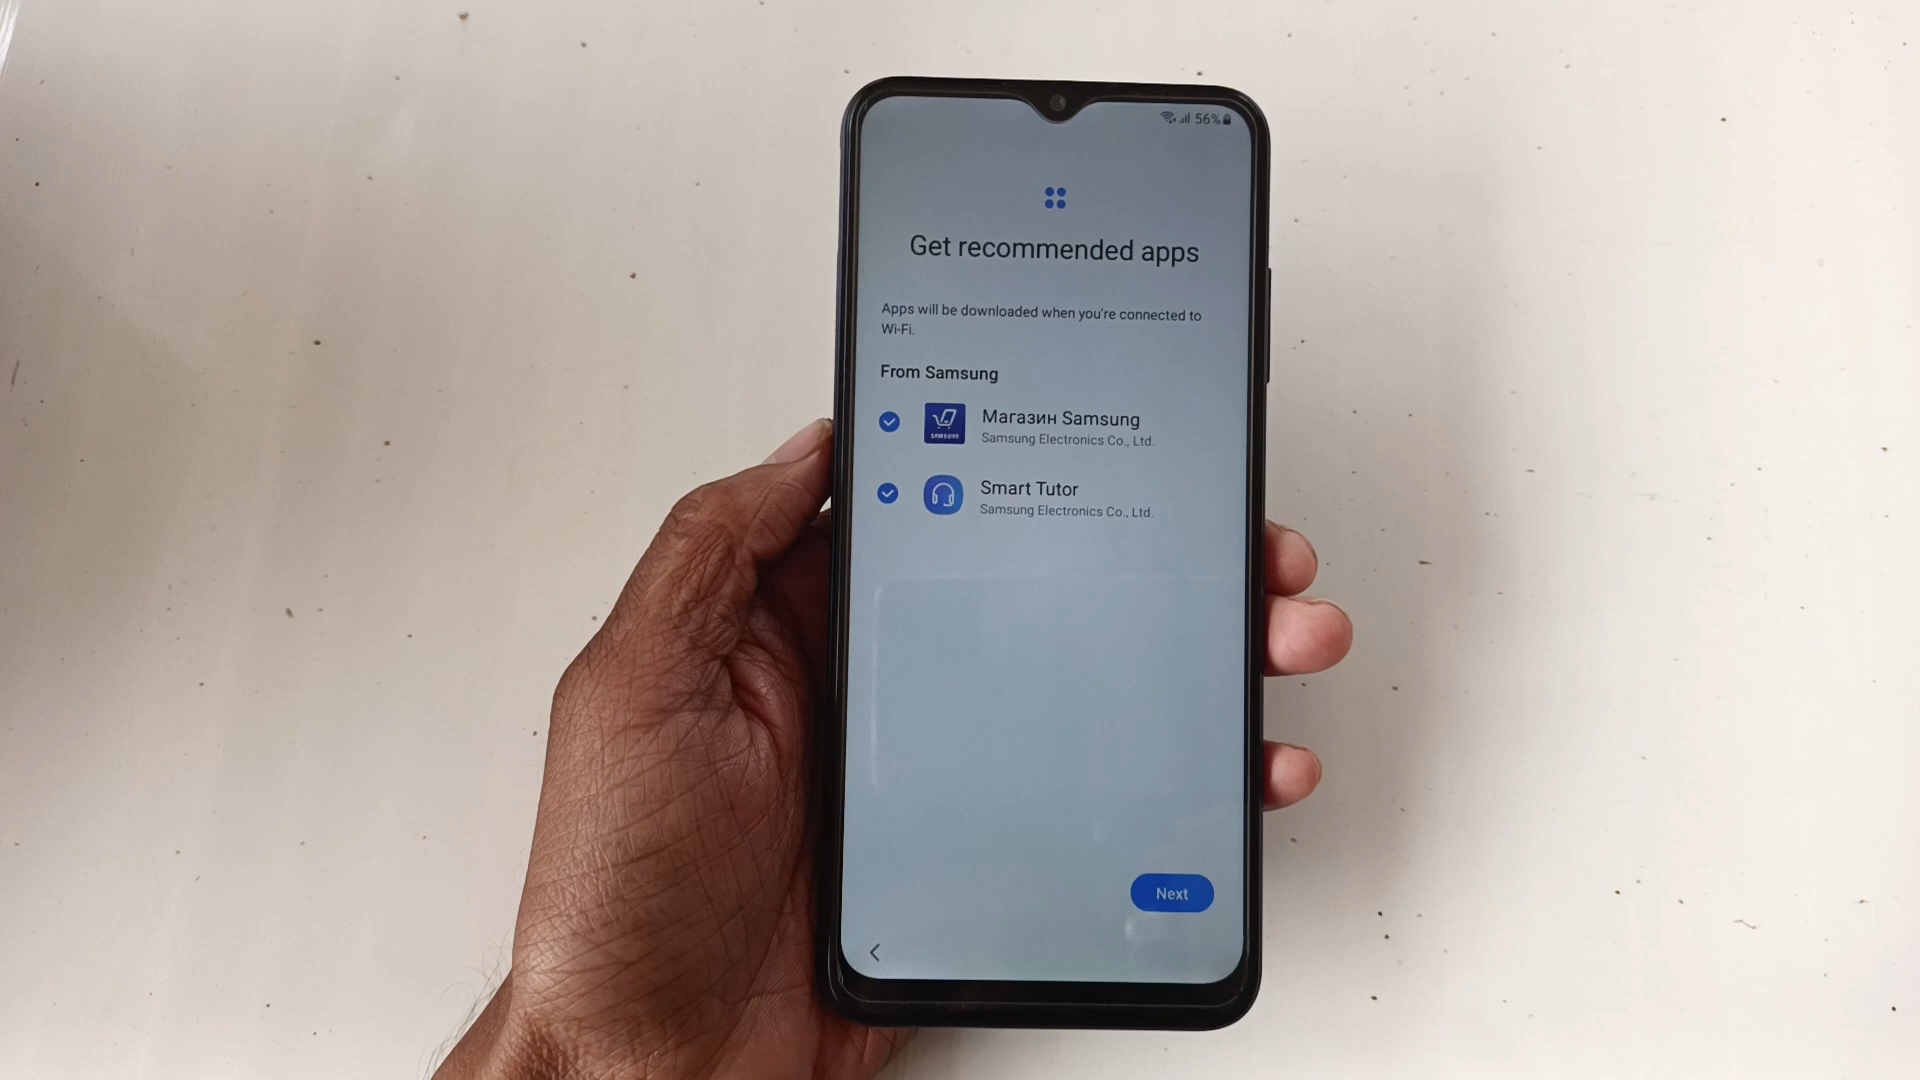 56%
Get recommended apps
Apps will be downloaded when you're connected to
Wi-Fi.
From Samsung
SAMSUNG
Магазин Samsung
Samsung Electronics Co., Ltd.
Smart Tutor
Samsung Electronics Co., Ltd.
Next